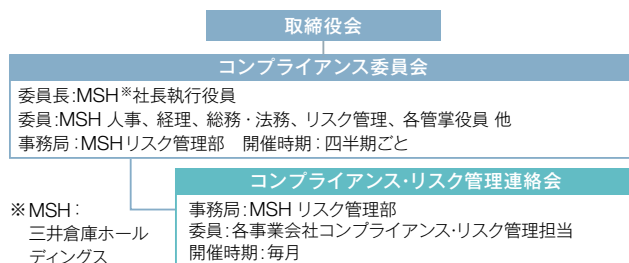 取締役会
コンプライアンス委員会
委員長:MSH※社長執行役員
委員:MSH 人事、経理、総務・法務、リスク管理、各管掌役員 他
事務局:MSHリスク管理部　開催時期:四半期ごと
コンプライアンス・リスク管理連絡会
事務局:MSH リスク管理部
委員:各事業会社コンプライアンス・リスク管理担当
開催時期:毎月
※MSH:
三井倉庫ホール
ディングス